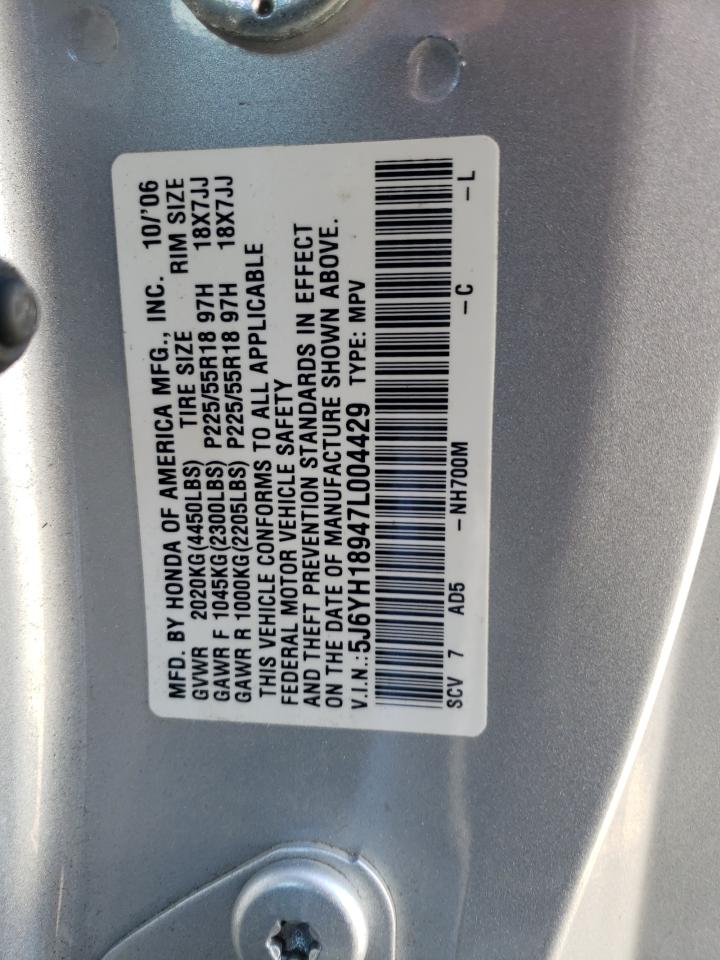 MFD. BY HONDA OF AMERICA MFG., INC. 10/'06
GVWR 2020KG(4450LBS) TIRE SIZE RIM SIZE
GAWR F 1045KG(2300LBS) P225/55R18 97H 18X7JJ
GAWR R 1000KG(2205LBS) P225/55R18 97H 18X7JJ
THIS VEHICLE CONFORMS TO ALL APPLICABLE
FEDERAL MOTOR VEHICLE SAFETY
AND THEFT PREVENTION STANDARDS IN EFFECT
ON THE DATE OF MANUFACTURE SHOWN ABOVE.
V.I.N.:5J6YH18947L004429 TYPE: MPV
SCV 7 AD5 -NH700M -C -L